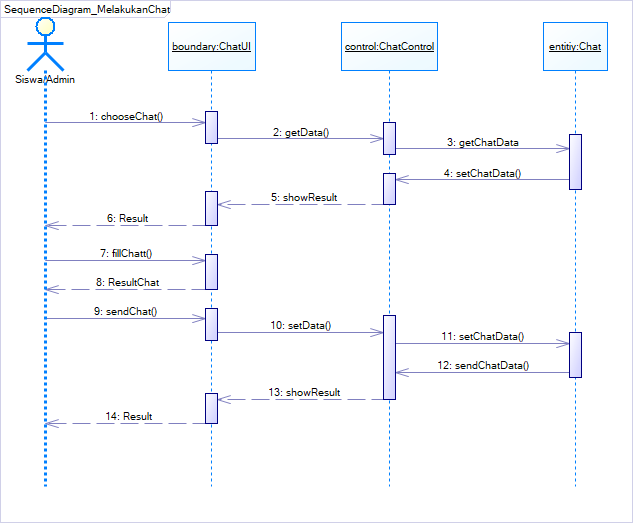 SequenceDiagram_MelakukanChat
Siswa/Admin
boundary:ChatUI
control:ChatControl
entitiy:Chat
1: chooseChat()
2: getData()
3: getChatData
4: setChatData()
5: showResult
6: Result
7: fillChatt()
8: ResultChat
9: sendChat()
10: setData()
11: setChatData()
12: sendChatData()
13: showResult
14: Result